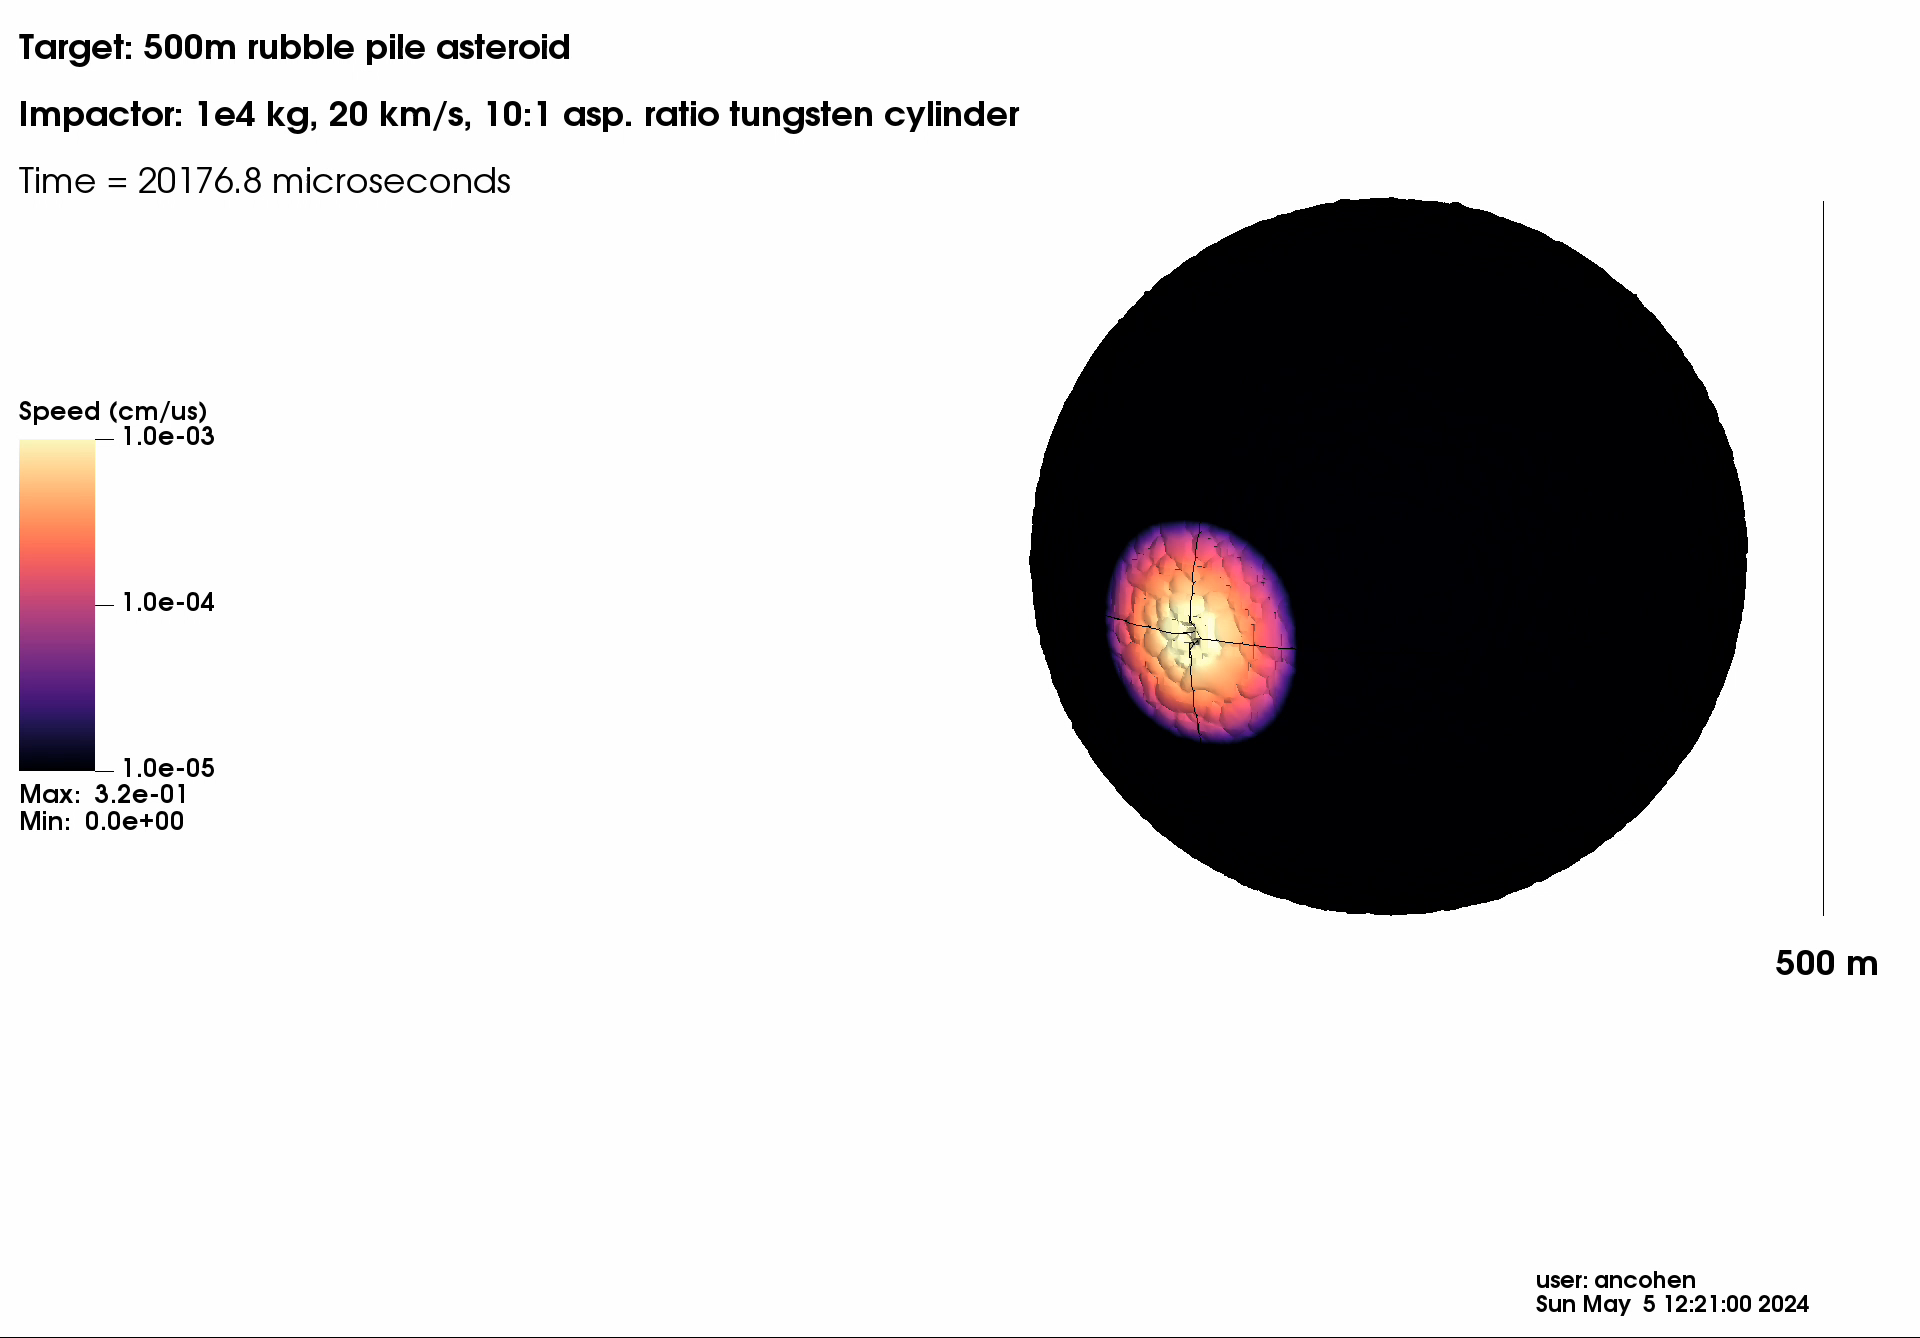 Target: 500m rubble pile asteroid
Impactor: 1e4 kg, 20 km/s, 10:1 asp. ratio tungsten cylinder
Time = 20176.8 microseconds
Speed (cm/us)
1.0e-03
1.0e-04
1.0e-05
Max: 3.2e-01
Min: 0.0e+00
500 m
user: ancohen
Sun May 5 12:21:00 2024